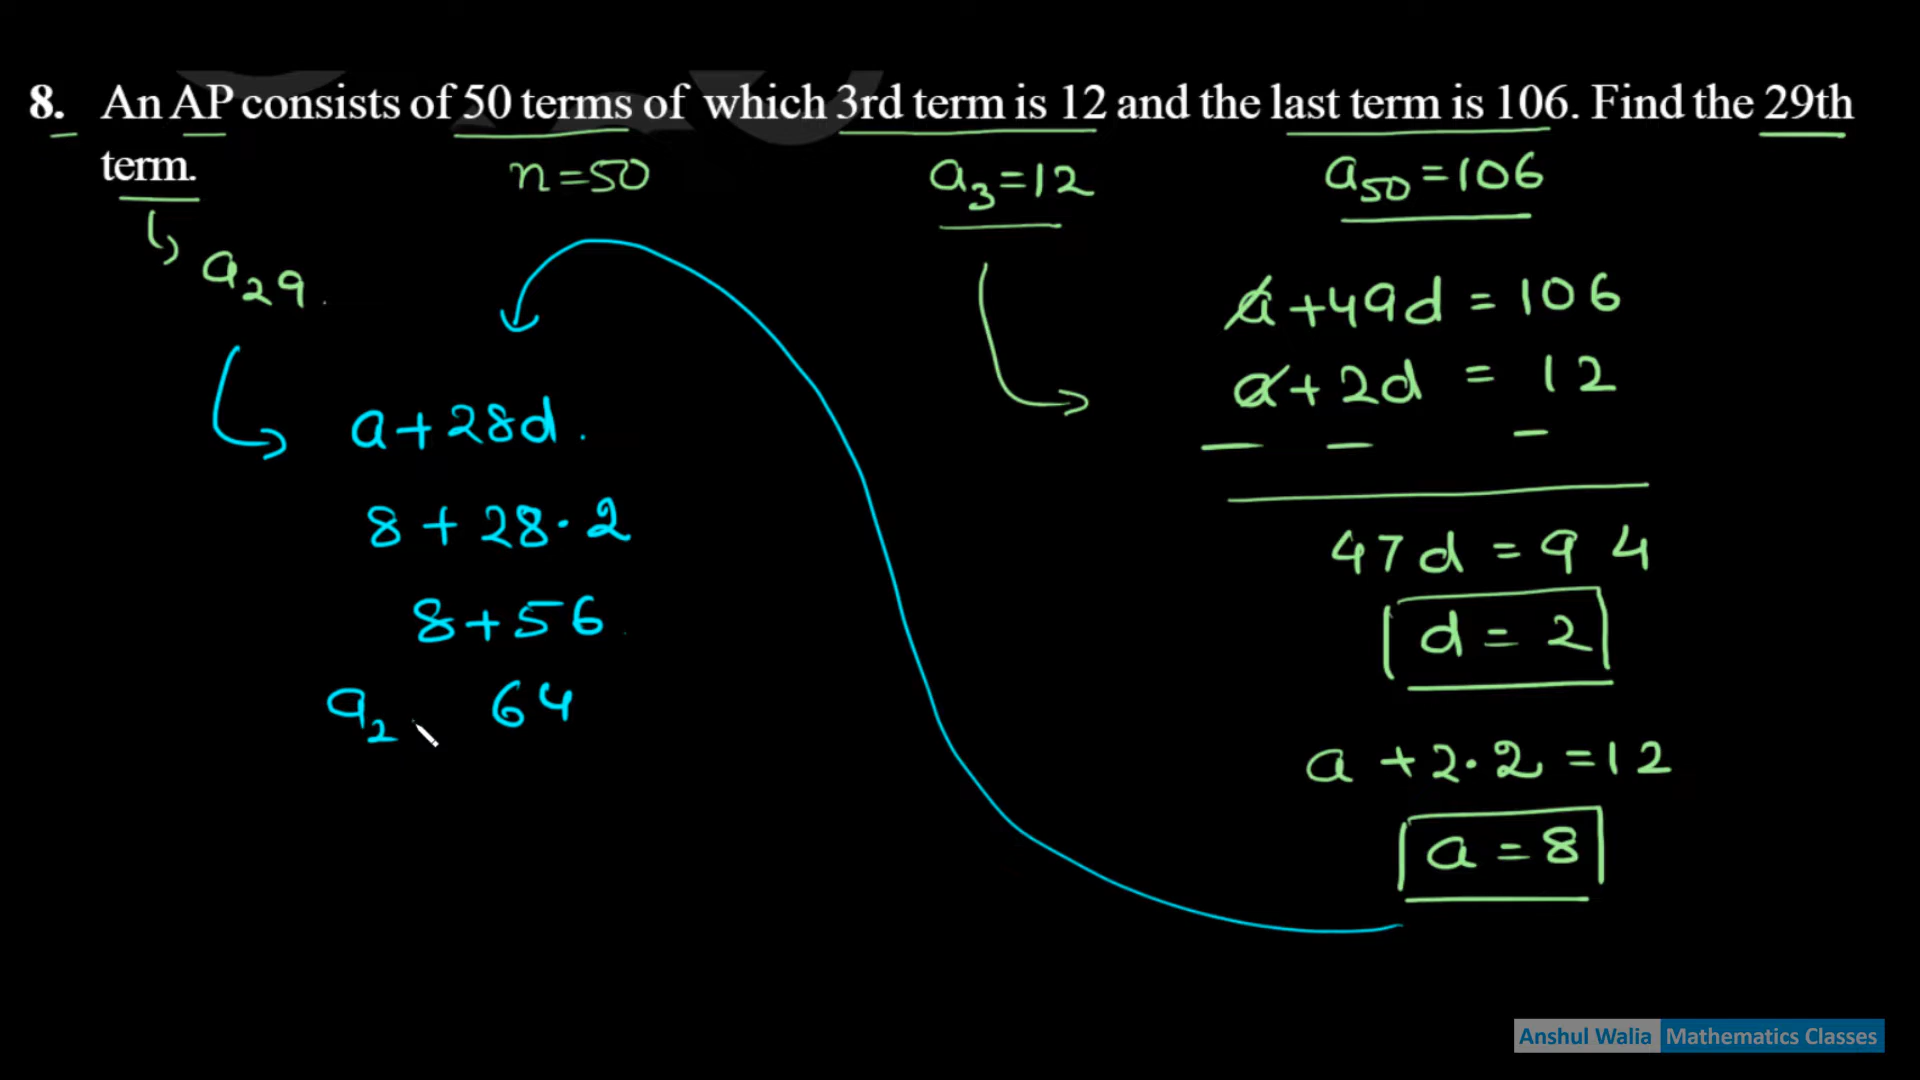 8. An AP consists of 50 terms of which 3rd term is 12 and the last term is 106. Find the 29th
term.
n=50
a3=12
a50=106
a29.
a+49d=106
a+2d=12
47d=94
d=2
a+2·2=12
a=8
a+28d.
8+28·2
8+56
a2 64
Anshul Walia Mathematics Classes